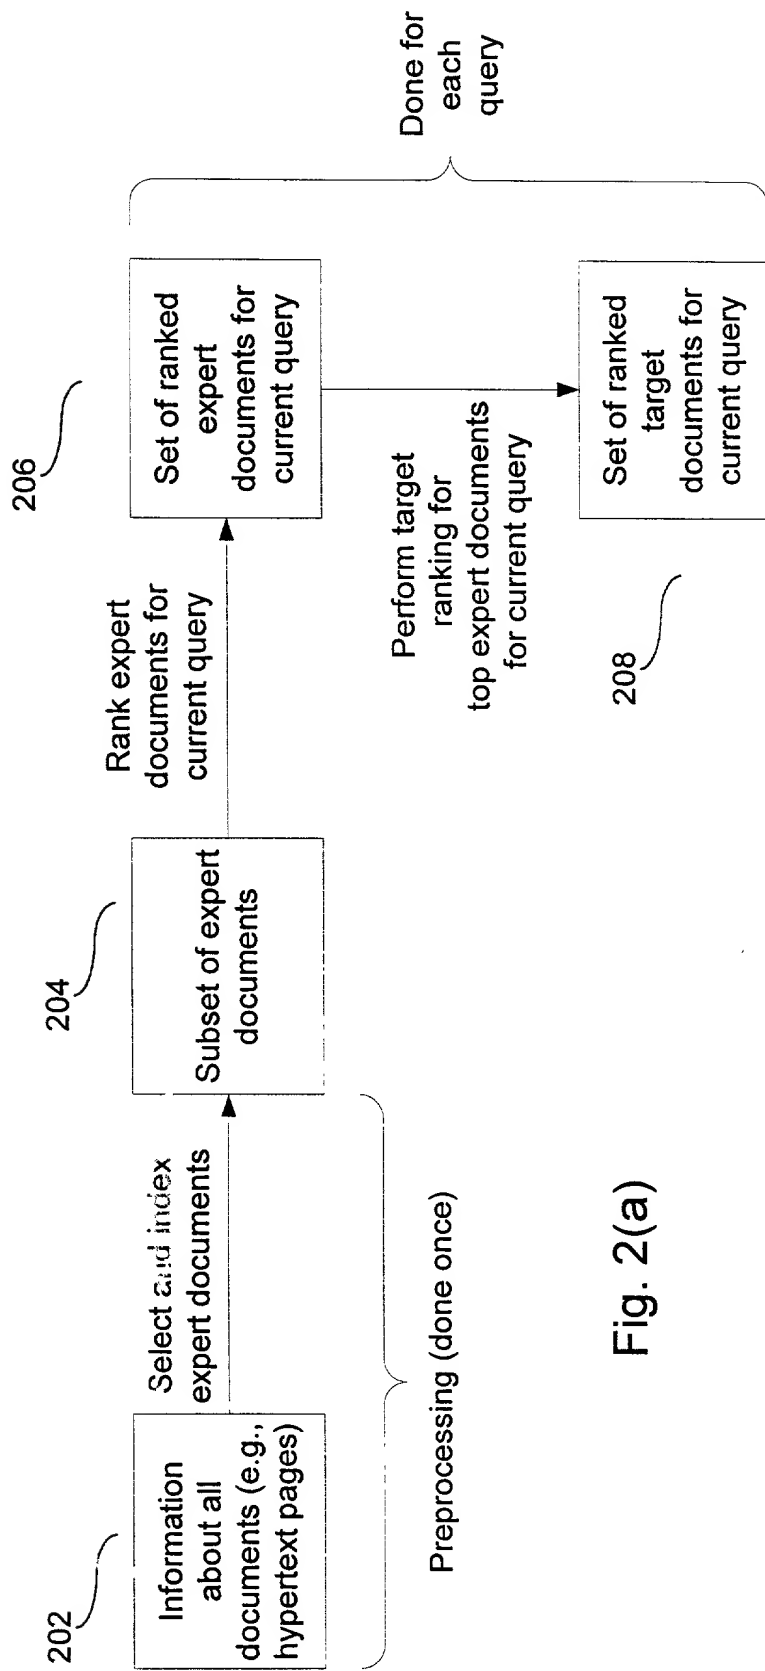 202
Information
about all
documents (e.g.,
hypertext pages)
Select and index
expert documents
Preprocessing (done once)
204
Subset of expert
documents
Rank expert
documents for
current query
206
Set of ranked
expert
documents for
current query
Perform target
ranking for
top expert documents
for current query
208
Set of ranked
target
documents for
current query
Done for
each
query
Fig. 2(a)